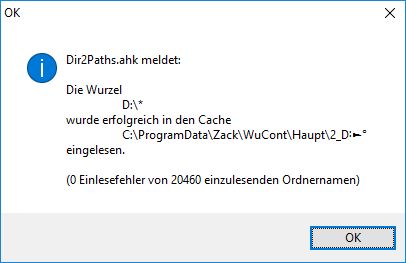 OK
Dir2Paths.ahk meldet:
Die Wurzel
D:\*
wurde erfolgreich in den Cache
C:\ProgramData\Zack\WuCont\Haupt\2_D:►°
eingelesen.
(0 Einlesefehler von 20460 einzulesenden Ordnernamen)
OK